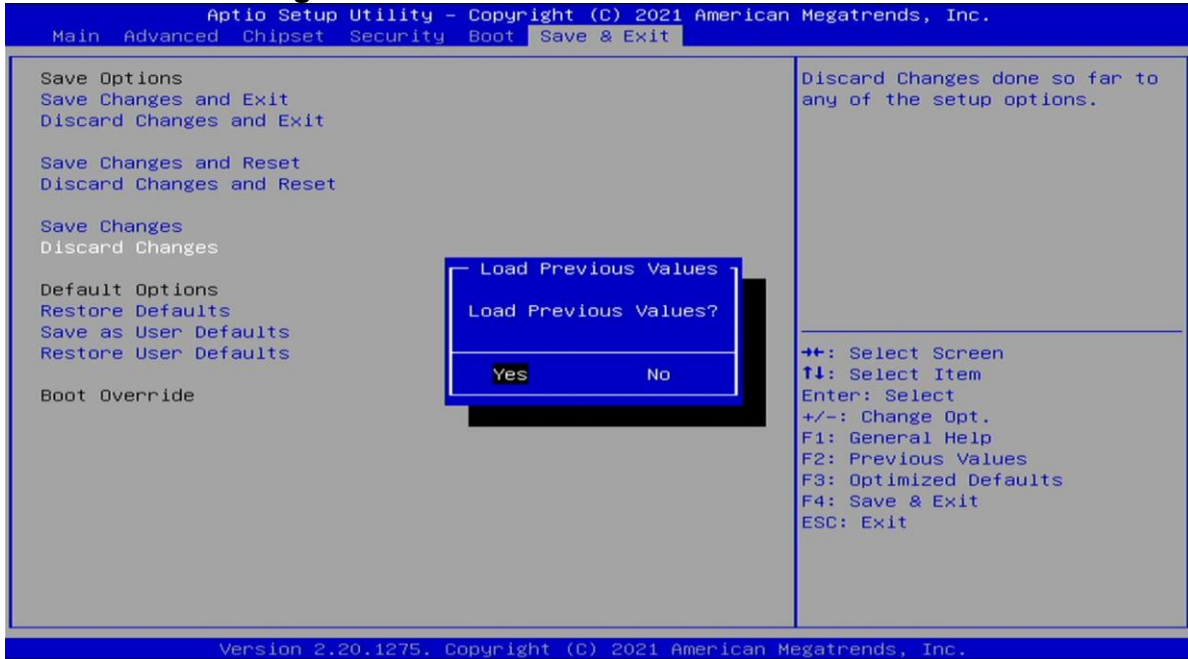 Aptio Setup Utility – Copyright (C) 2021 American Megatrends, Inc.
Main Advanced Chipset Security Boot Save & Exit
Save Options
Save Changes and Exit
Discard Changes and Exit
Save Changes and Reset
Discard Changes and Reset
Save Changes
Discard Changes
Default Options
Restore Defaults
Save as User Defaults
Restore User Defaults
Boot Override
Load Previous Values
Load Previous Values?
Yes No
Discard Changes done so far to
any of the setup options.
→←: Select Screen
↑↓: Select Item
Enter: Select
+/-: Change Opt.
F1: General Help
F2: Previous Values
F3: Optimized Defaults
F4: Save & Exit
ESC: Exit
Version 2.20.1275. Copyright (C) 2021 American Megatrends, Inc.